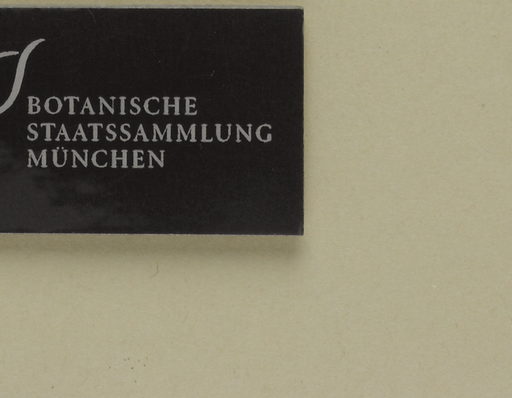 BOTANISCHE
STAATSSAMMLUNG
MÜNCHEN